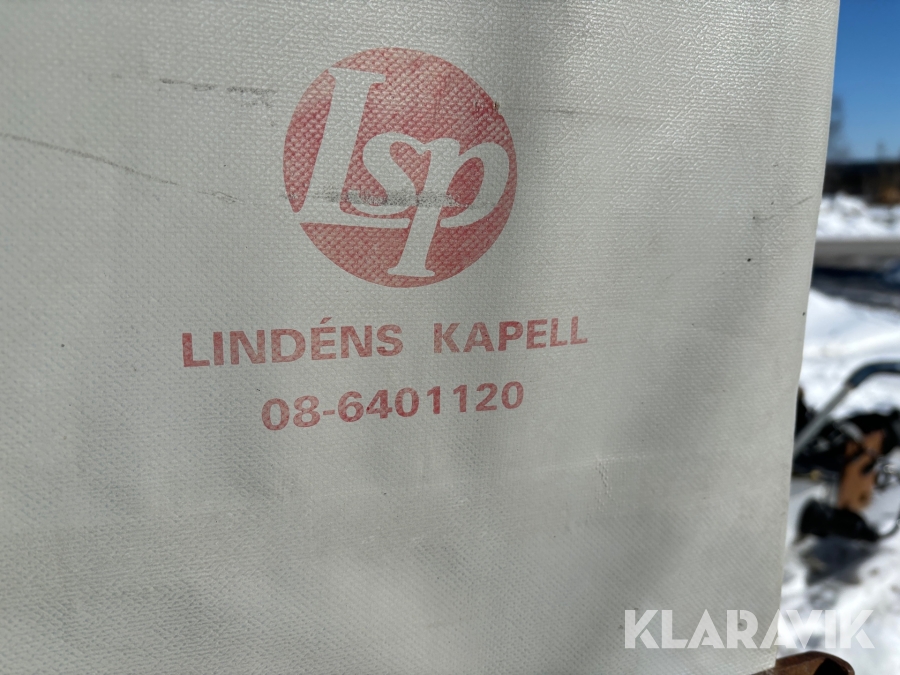 Lsp
LINDÉNS KAPELL
08-6401120
KLARAVIK